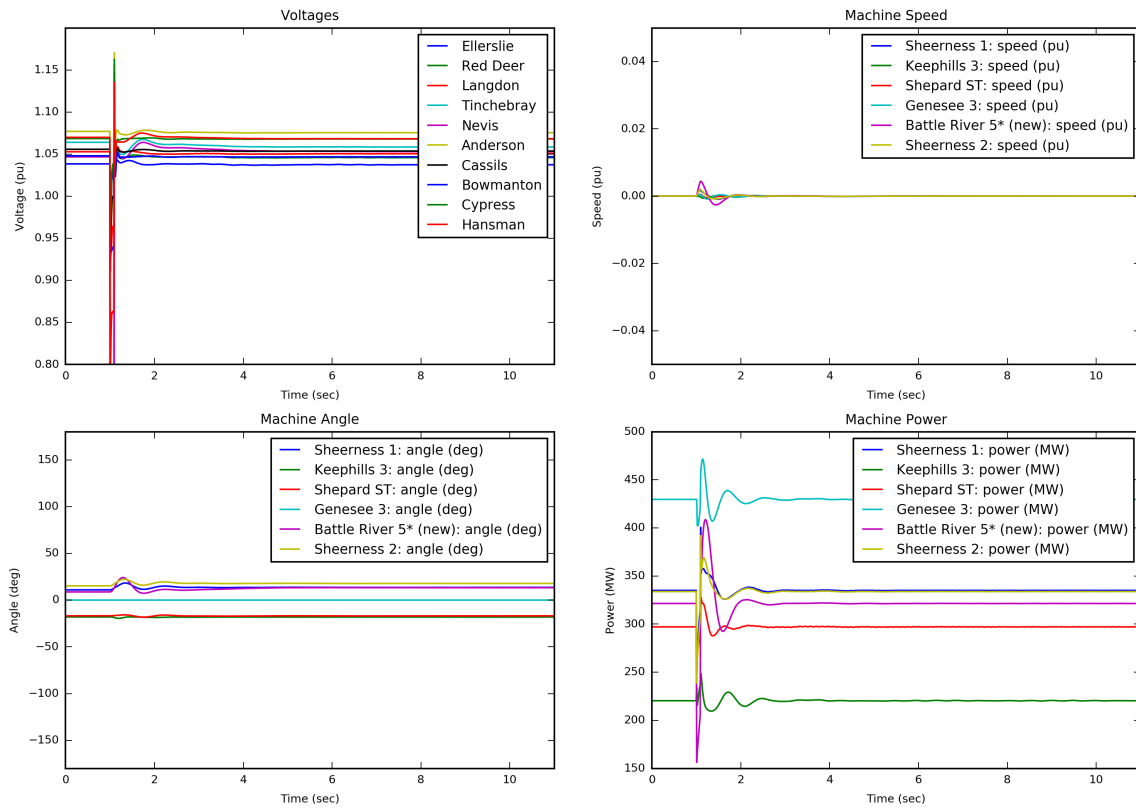 Voltages
1.15
1.10
1.05
1.00
0.95
0.90
0.85
0.80
Voltage (pu)
0 2 4 6 8 10
Time (sec)
Ellerslie
Red Deer
Langdon
Tinchebray
Nevis
Anderson
Cassils
Bowmanton
Cypress
Hansman
Machine Speed
0.04
0.02
0.00
−0.02
−0.04
Speed (pu)
0 2 4 6 8 10
Time (sec)
Sheerness 1: speed (pu)
Keephills 3: speed (pu)
Shepard ST: speed (pu)
Genesee 3: speed (pu)
Battle River 5* (new): speed (pu)
Sheerness 2: speed (pu)
Machine Angle
150
100
50
0
−50
−100
−150
Angle (deg)
0 2 4 6 8 10
Time (sec)
Sheerness 1: angle (deg)
Keephills 3: angle (deg)
Shepard ST: angle (deg)
Genesee 3: angle (deg)
Battle River 5* (new): angle (deg)
Sheerness 2: angle (deg)
Machine Power
500
450
400
350
300
250
200
150
Power (MW)
0 2 4 6 8 10
Time (sec)
Sheerness 1: power (MW)
Keephills 3: power (MW)
Shepard ST: power (MW)
Genesee 3: power (MW)
Battle River 5* (new): power (MW)
Sheerness 2: power (MW)